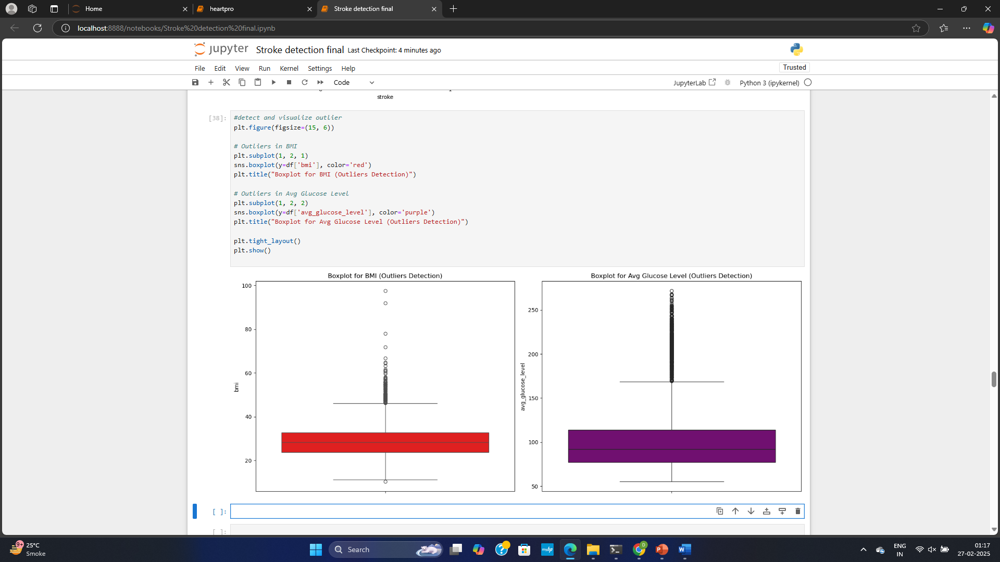 Home
heartpro
Stroke detection final
localhost:8888/notebooks/Stroke%20detection%20final.ipynb
jupyter Stroke detection final Last Checkpoint: 4 minutes ago
File Edit View Run Kernel Settings Help
Trusted
Code
JupyterLab
Python 3 (ipykernel)
stroke
[38]:
#detect and visualize outlier
plt.figure(figsize=(15, 6))
# Outliers in BMI
plt.subplot(1, 2, 1)
sns.boxplot(y=df['bmi'], color='red')
plt.title("Boxplot for BMI (Outliers Detection)")
# Outliers in Avg Glucose Level
plt.subplot(1, 2, 2)
sns.boxplot(y=df['avg_glucose_level'], color='purple')
plt.title("Boxplot for Avg Glucose Level (Outliers Detection)")
plt.tight_layout()
plt.show()
Boxplot for BMI (Outliers Detection)
100
80
60
40
20
bmi
Boxplot for Avg Glucose Level (Outliers Detection)
250
200
150
100
50
avg_glucose_level
[ ]:
[ ]:
9+
25°C
Smoke
Search
myhp
D
P
W
ENG
IN
01:17
27-02-2025